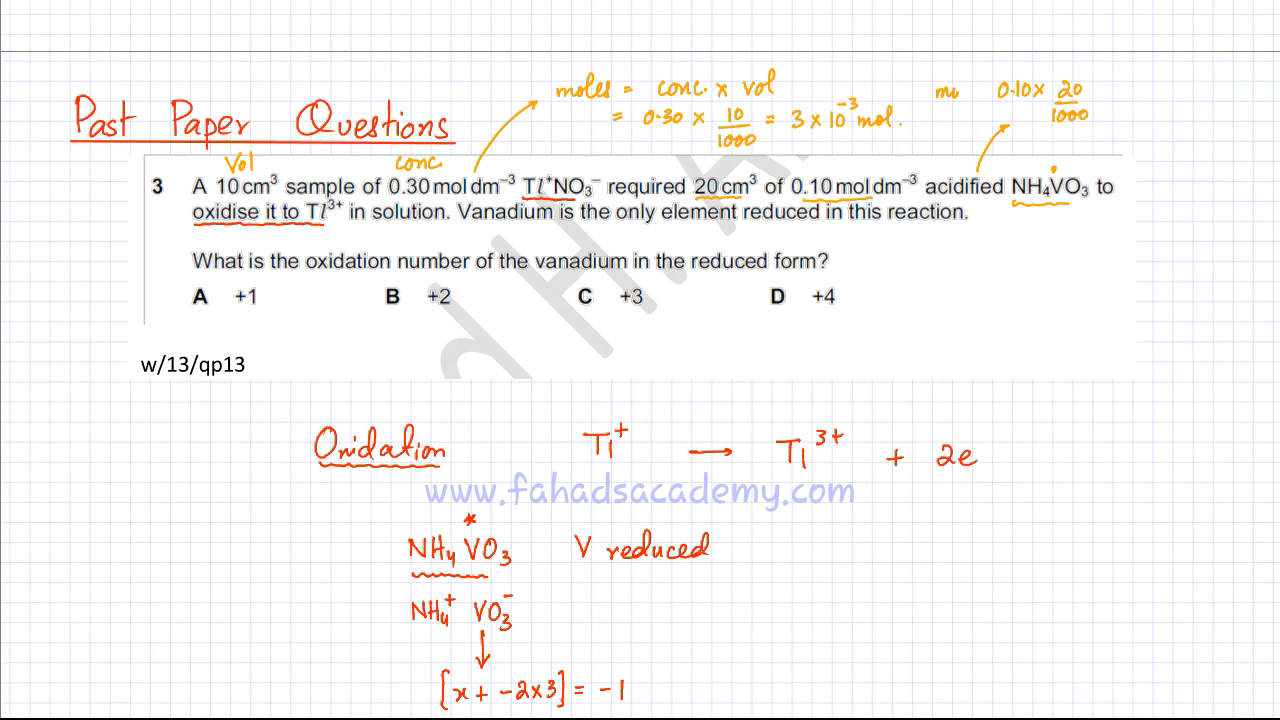 Past Paper Questions
moles = conc. × vol
= 0.30 × 10/1000 = 3 × 10⁻³ mol.
0.10 × 20/1000
Vol conc
3 A 10 cm³ sample of 0.30 mol dm⁻³ Tl⁺NO₃⁻ required 20 cm³ of 0.10 mol dm⁻³ acidified NH₄VO₃ to
oxidise it to Tl³⁺ in solution. Vanadium is the only element reduced in this reaction.
What is the oxidation number of the vanadium in the reduced form?
A +1 B +2 C +3 D +4
w/13/qp13
Oxidation Tl⁺ → Tl³⁺ + 2e
www.fahadsacademy.com
NH₄VO₃ V reduced
NH₄⁺ VO₃⁻
[x + -2×3] = -1